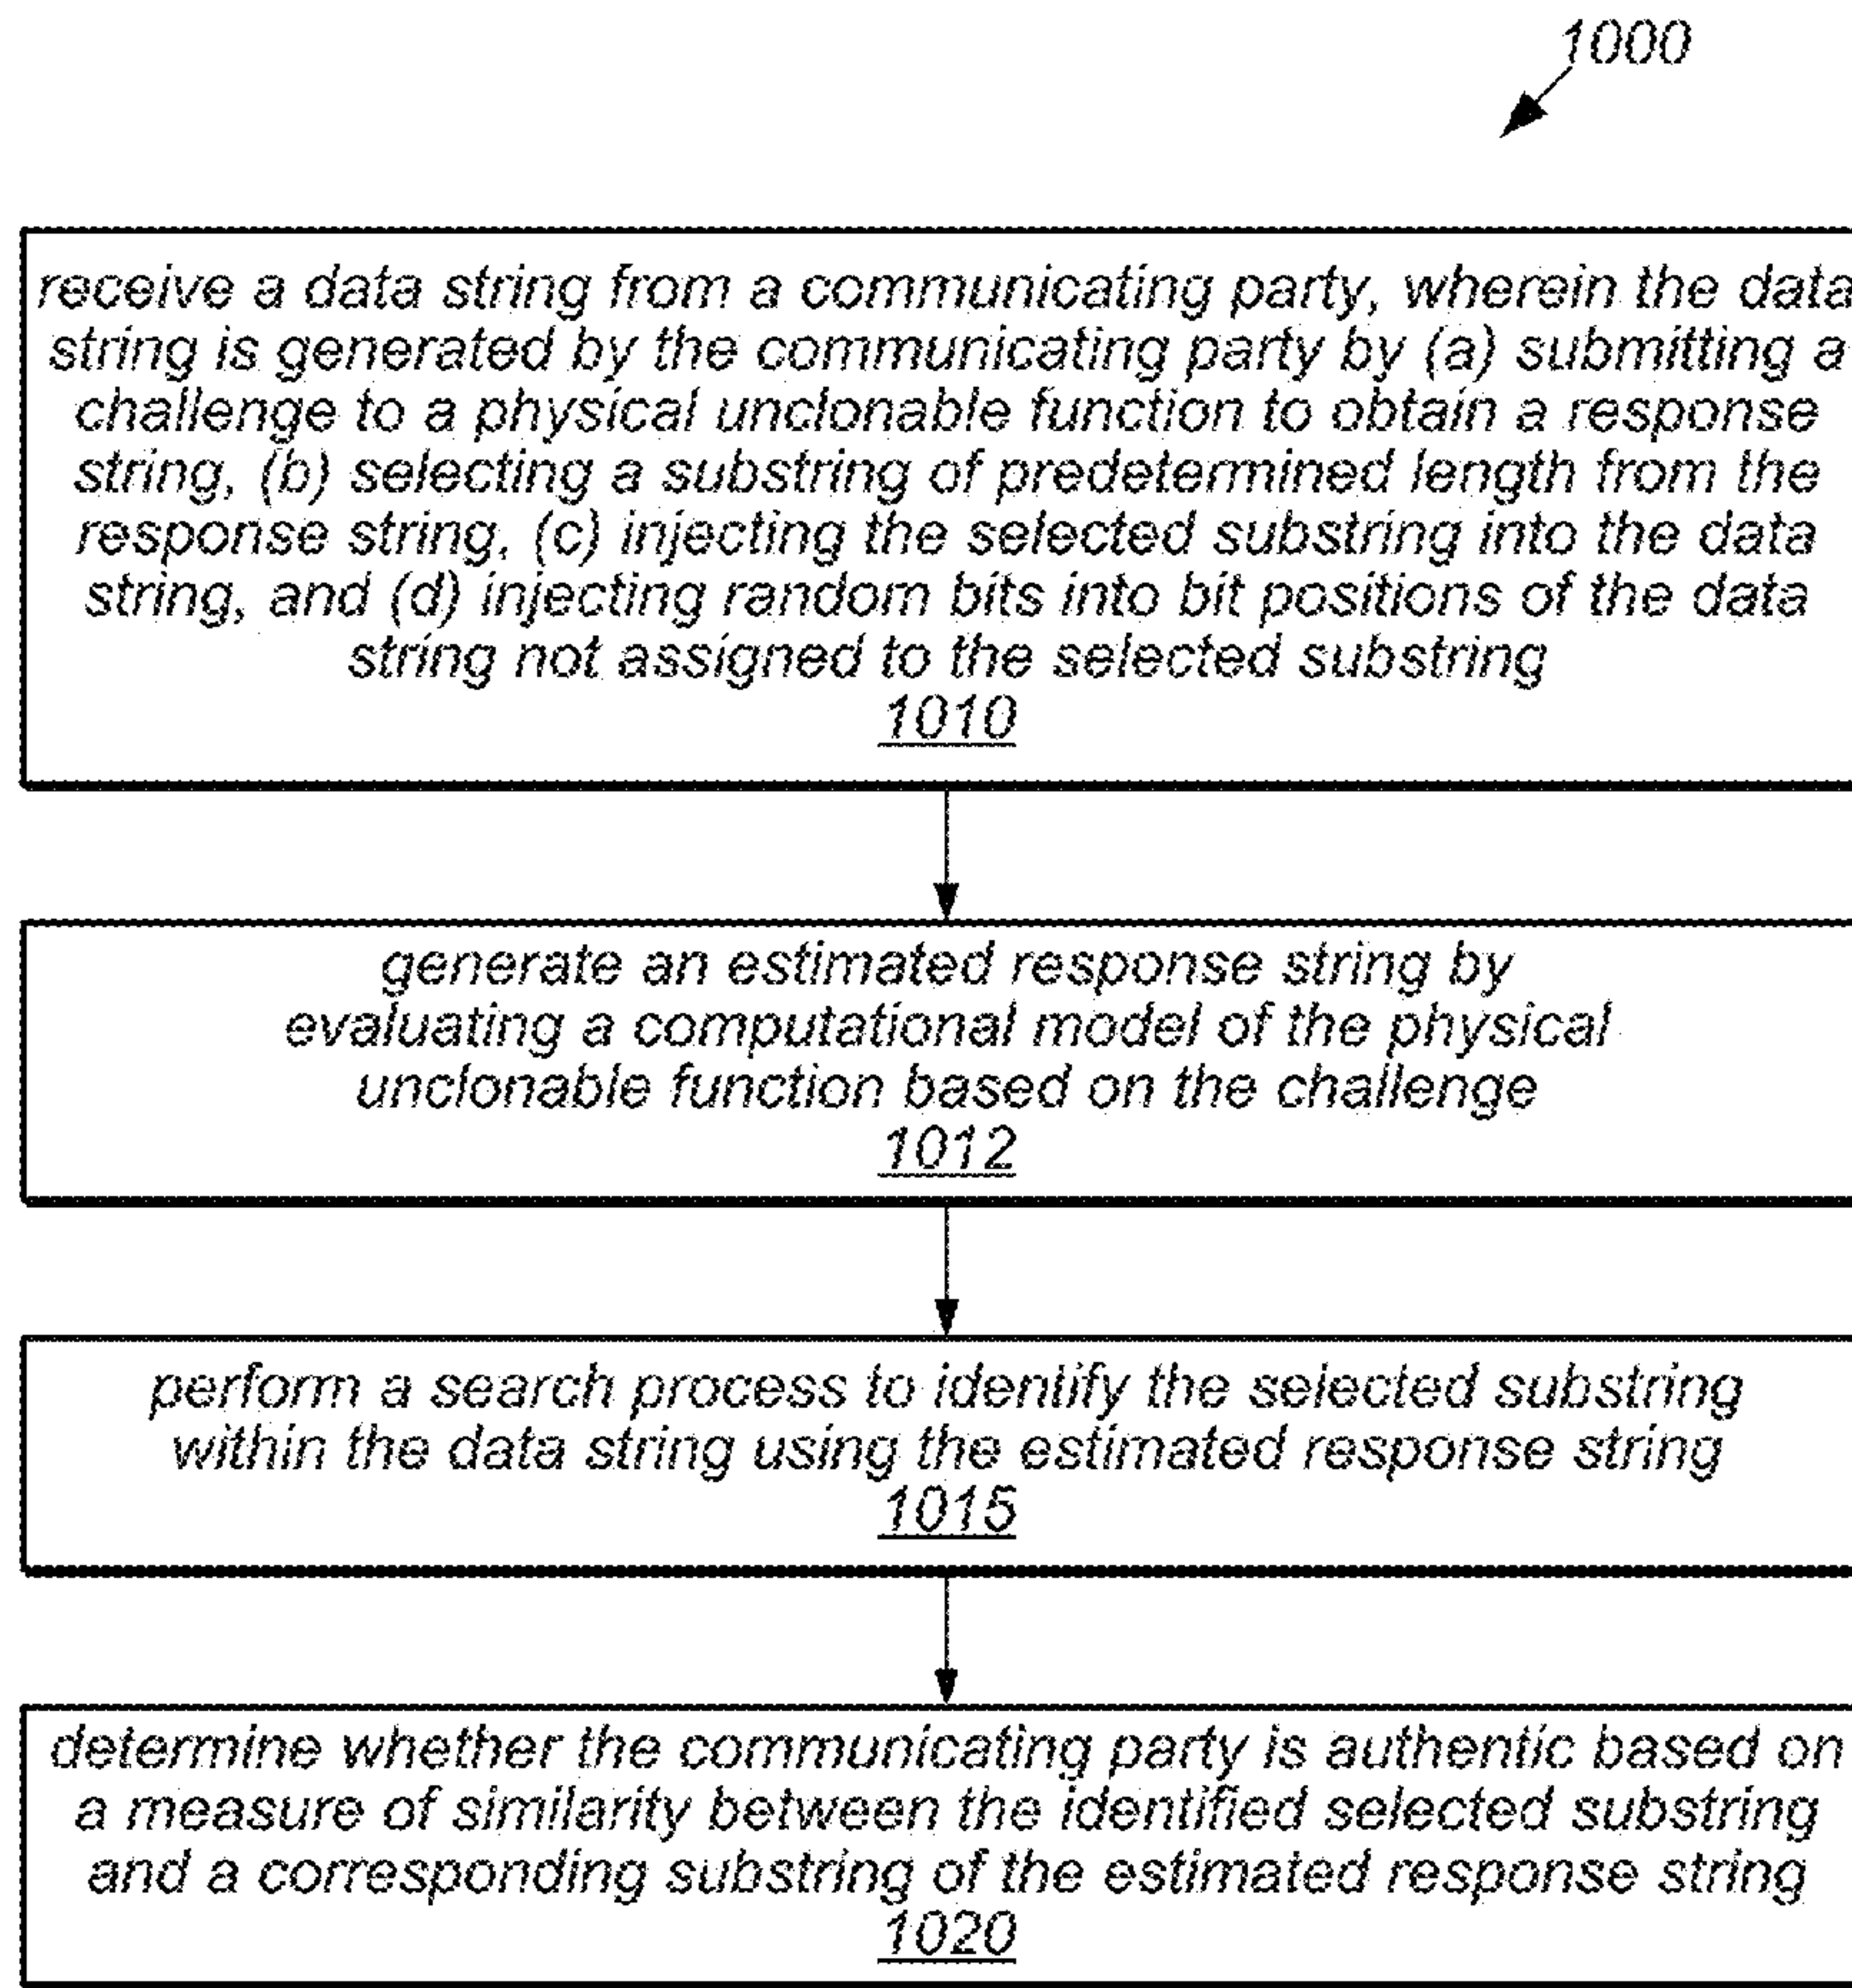 1000
receive a data string from a communicating party, wherein the data
string is generated by the communicating party by (a) submitting a
challenge to a physical unclonable function to obtain a response
string, (b) selecting a substring of predetermined length from the
response string, (c) injecting the selected substring into the data
string, and (d) injecting random bits into bit positions of the data
string not assigned to the selected substring
1010
generate an estimated response string by
evaluating a computational model of the physical
unclonable function based on the challenge
1012
perform a search process to identify the selected substring
within the data string using the estimated response string
1015
determine whether the communicating party is authentic based on
a measure of similarity between the identified selected substring
and a corresponding substring of the estimated response string
1020